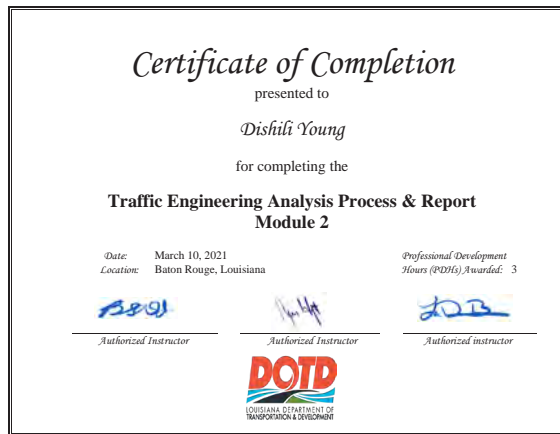 Certificate of Completion
presented to
Dishili Young
for completing the
Traffic Engineering Analysis Process & Report
Module 2
Date: March 10, 2021
Location: Baton Rouge, Louisiana
Professional Development
Hours (PDHs) Awarded: 3
Authorized Instructor
Authorized Instructor
Authorized instructor
DOTD
LOUISIANA DEPARTMENT OF
TRANSPORTATION & DEVELOPMENT